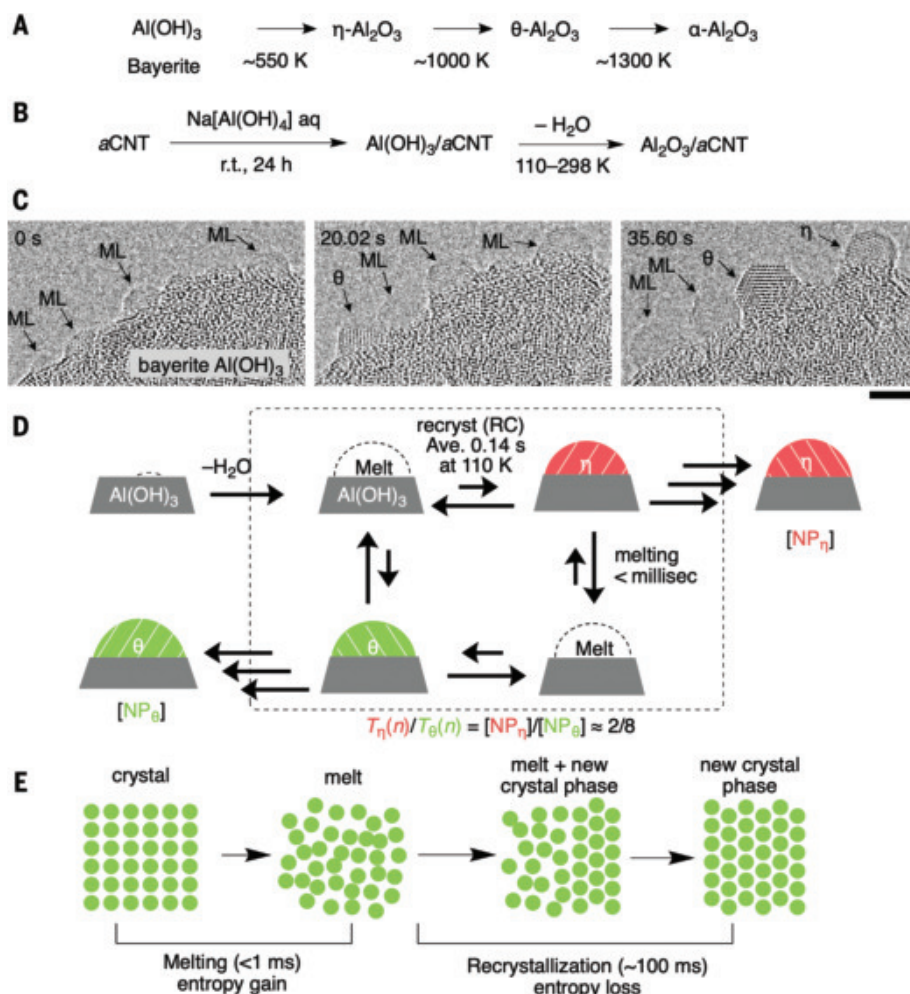 A
Al(OH)₃ η-Al₂O₃ θ-Al₂O₃ α-Al₂O₃
Bayerite ~550 K ~1000 K ~1300 K
B
Na[Al(OH)₄] aq – H₂O
aCNT Al(OH)₃/aCNT Al₂O₃/aCNT
r.t., 24 h 110–298 K
C
0 s ML ML ML ML
bayerite Al(OH)₃
20.02 s ML ML θ ML
35.60 s η θ ML ML
D
recryst (RC)
Ave. 0.14 s
at 110 K
–H₂O Melt η η
Al(OH)₃ Al(OH)₃
[NPη]
melting
< millisec
θ θ Melt
[NPθ]
Tη(n)/Tθ(n) = [NPη]/[NPθ] ≈ 2/8
E
crystal melt melt + new crystal phase new crystal phase
Melting (<1 ms) Recrystallization (~100 ms)
entropy gain entropy loss